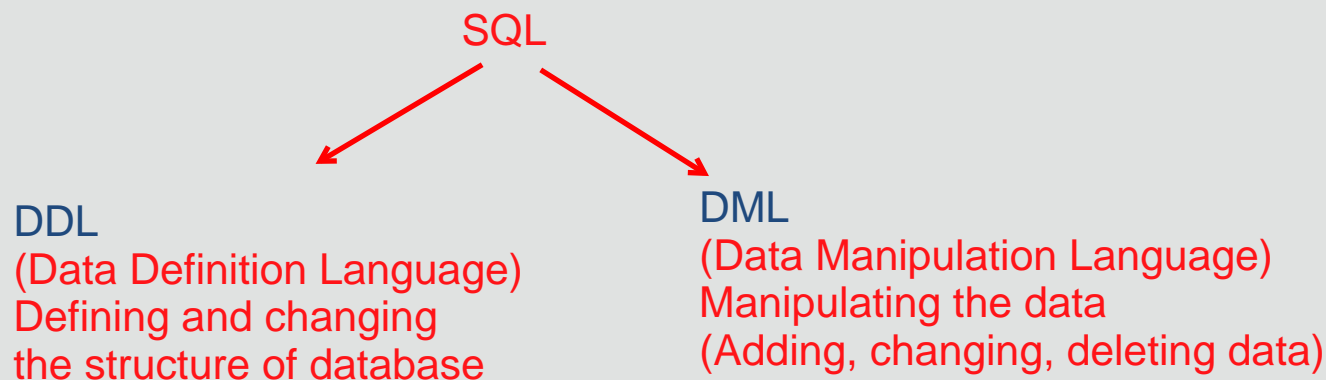 SQL
DDL
(Data Definition Language)
Defining and changing
the structure of database
DML
(Data Manipulation Language)
Manipulating the data
(Adding, changing, deleting data)